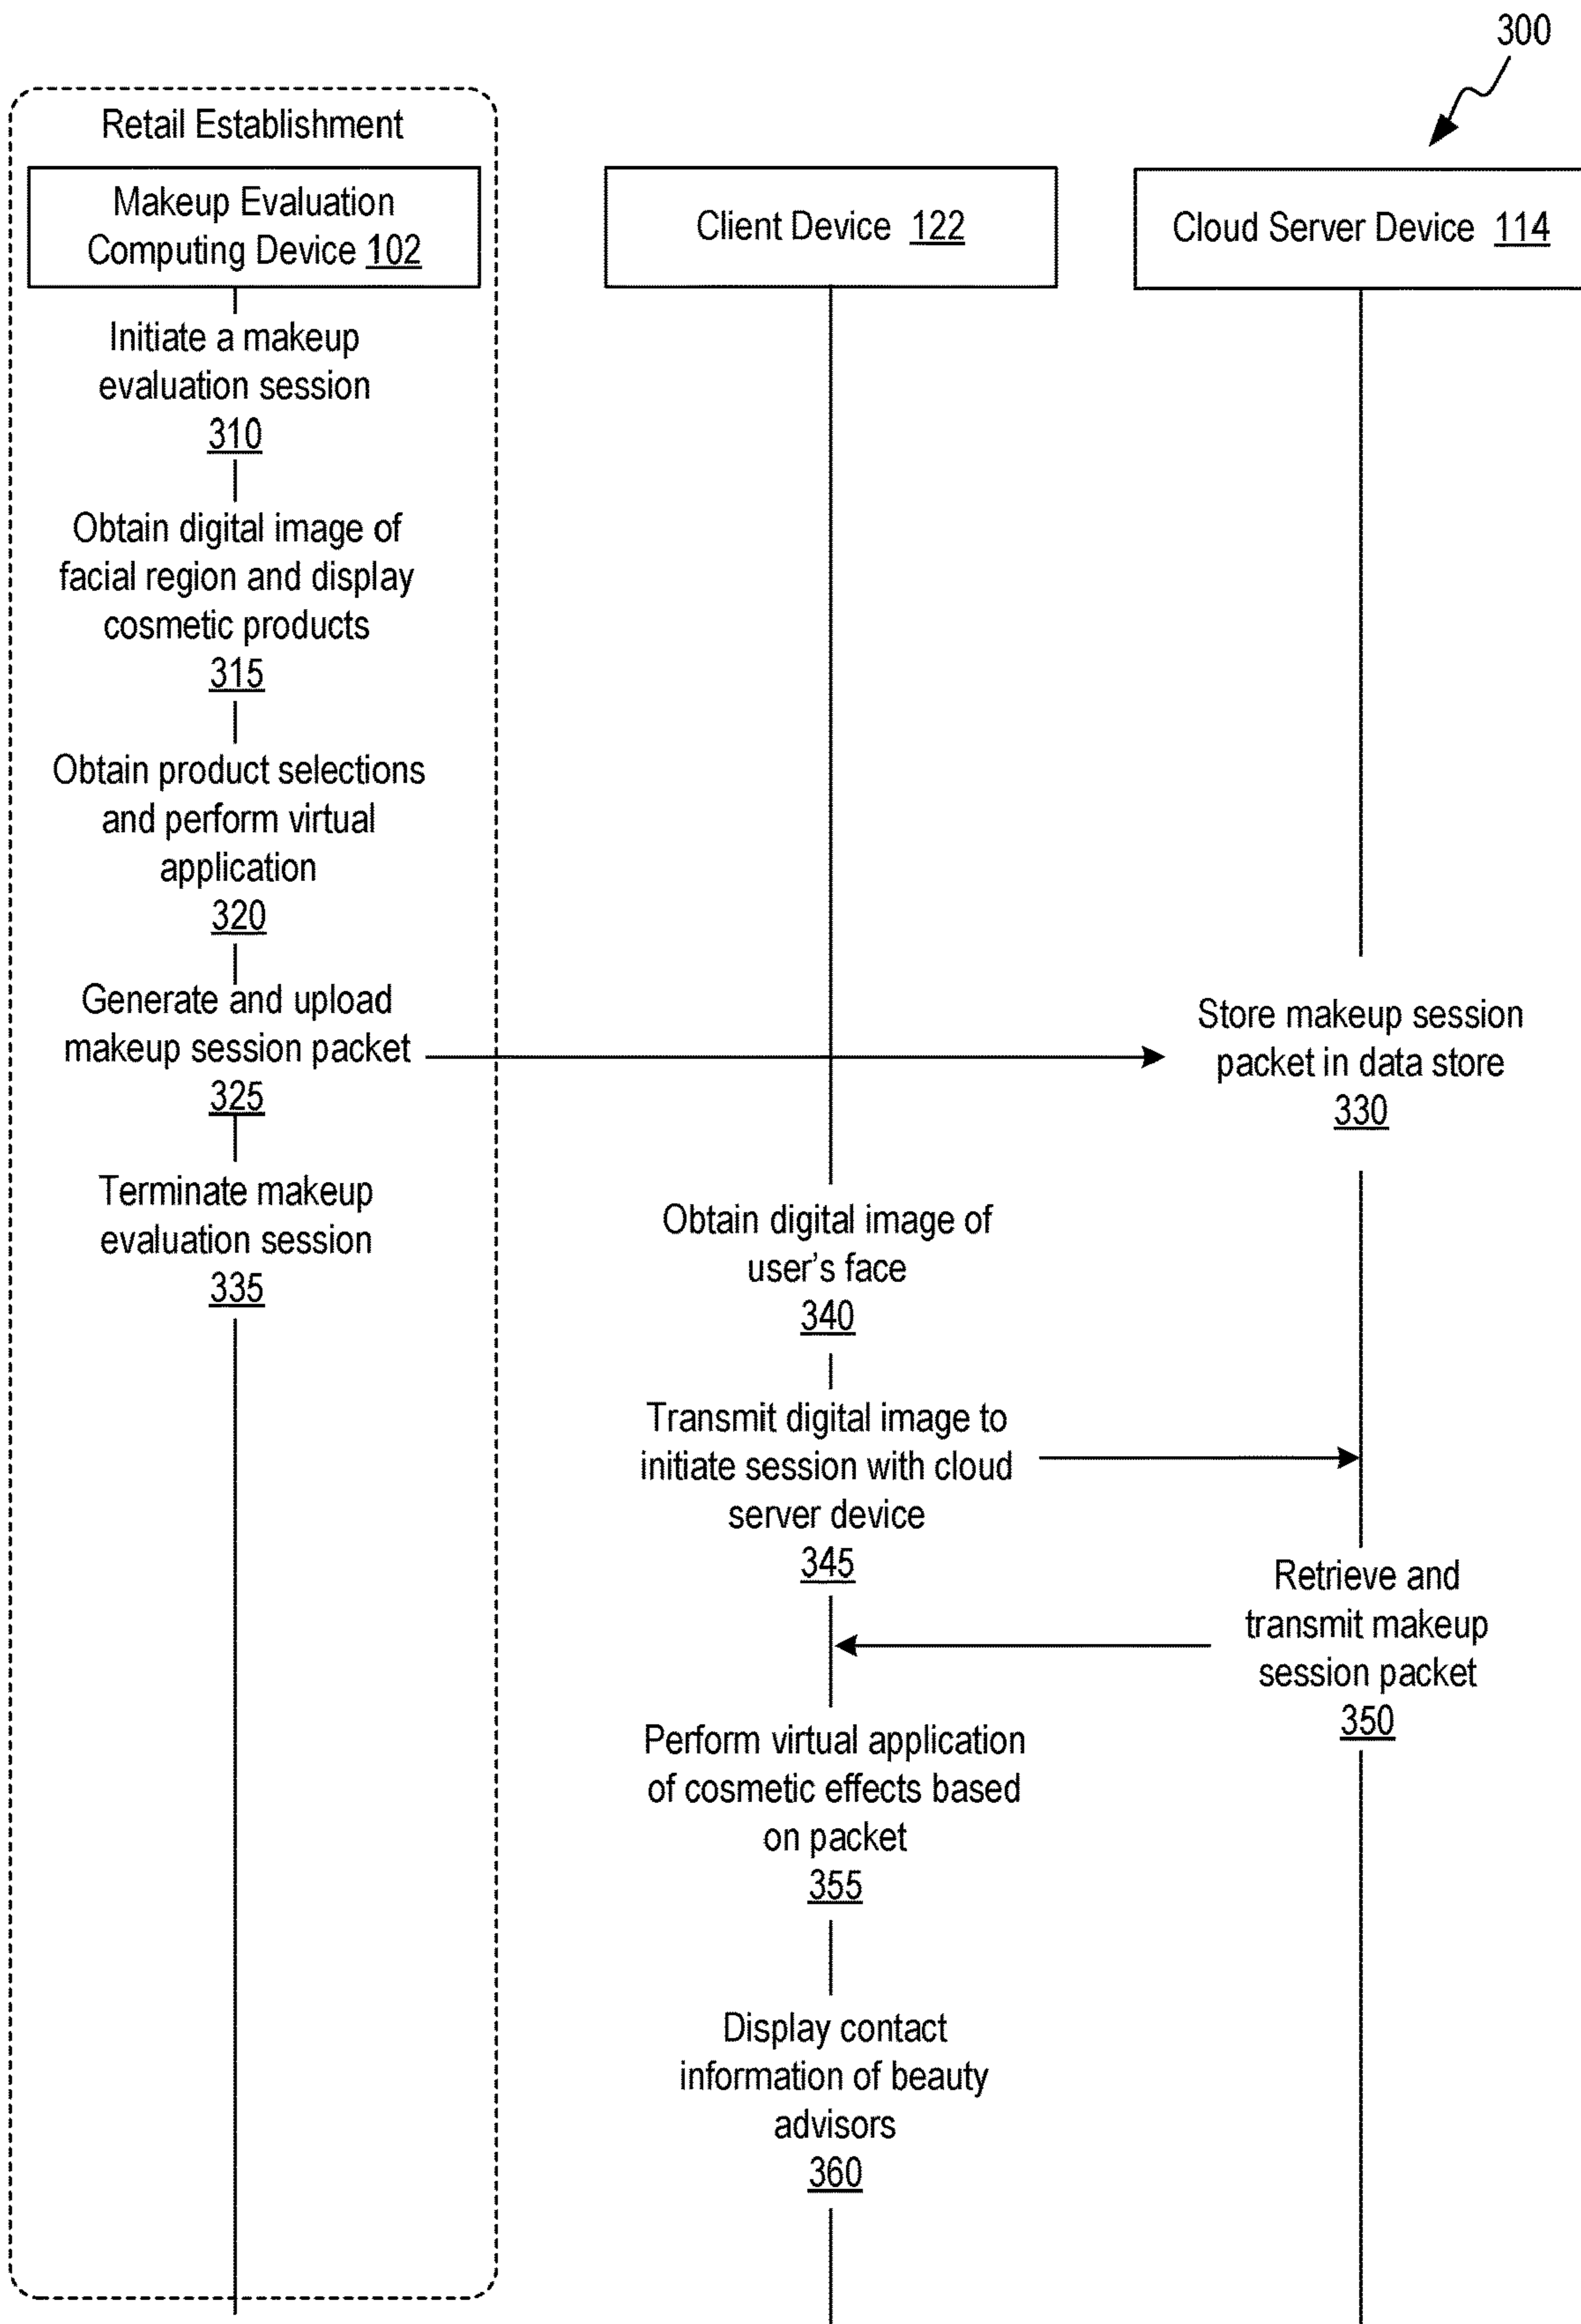 300
Retail Establishment
Makeup Evaluation
Computing Device 102
Client Device 122
Cloud Server Device 114
Initiate a makeup
evaluation session
310
Obtain digital image of
facial region and display
cosmetic products
315
Obtain product selections
and perform virtual
application
320
Generate and upload
makeup session packet
325
Store makeup session
packet in data store
330
Terminate makeup
evaluation session
335
Obtain digital image of
user's face
340
Transmit digital image to
initiate session with cloud
server device
345
Retrieve and
transmit makeup
session packet
350
Perform virtual application
of cosmetic effects based
on packet
355
Display contact
information of beauty
advisors
360